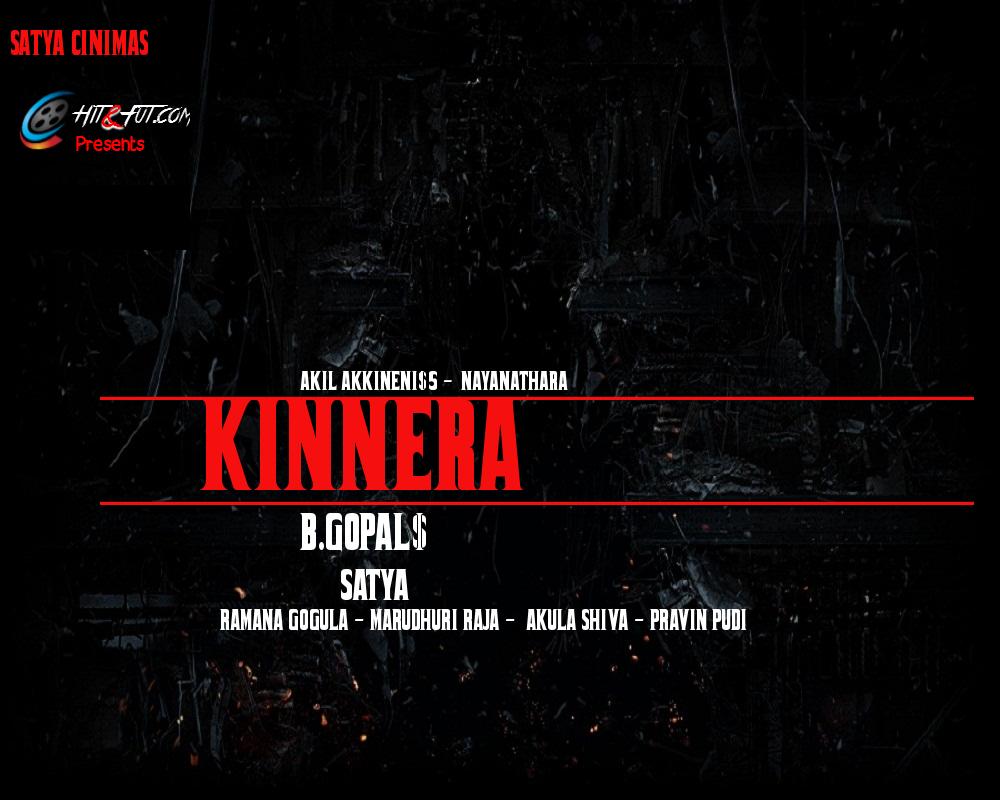 SATYA CINIMAS
HIT&FUT.COM
Presents
AKIL AKKINENI$S - NAYANATHARA
KINNERA
B.GOPAL$
SATYA
RAMANA GOGULA - MARUDHURI RAJA - AKULA SHIVA - PRAVIN PUDI